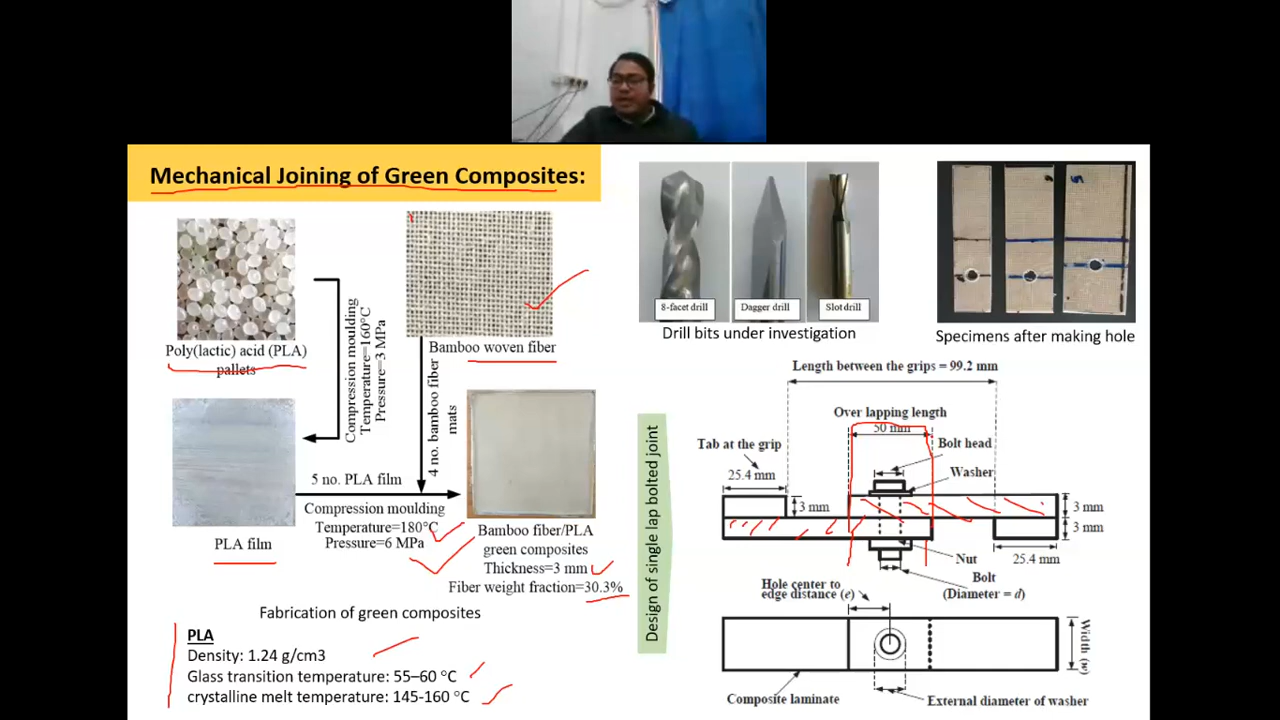 Mechanical Joining of Green Composites:
Poly(lactic) acid (PLA)
pallets
Compression moulding
Temperature=160°C
Pressure=3 MPa
Bamboo woven fiber
4 no. bamboo fiber
mats
5 no. PLA film
Compression moulding
Temperature=180°C
Pressure=6 MPa
PLA film
Bamboo fiber/PLA
green composites
Thickness=3 mm
Fiber weight fraction=30.3%
Fabrication of green composites
PLA
Density: 1.24 g/cm3
Glass transition temperature: 55–60 °C
crystalline melt temperature: 145-160 °C
8-facet drill
Dagger drill
Slot drill
Drill bits under investigation
Specimens after making hole
Design of single lap bolted joint
Length between the grips = 99.2 mm
Over lapping length
50 mm
Tab at the grip
Bolt head
Washer
25.4 mm
3 mm
3 mm
3 mm
Nut
25.4 mm
Bolt
(Diameter = d)
Hole center to
edge distance (e)
Width (w)
Composite laminate
External diameter of washer